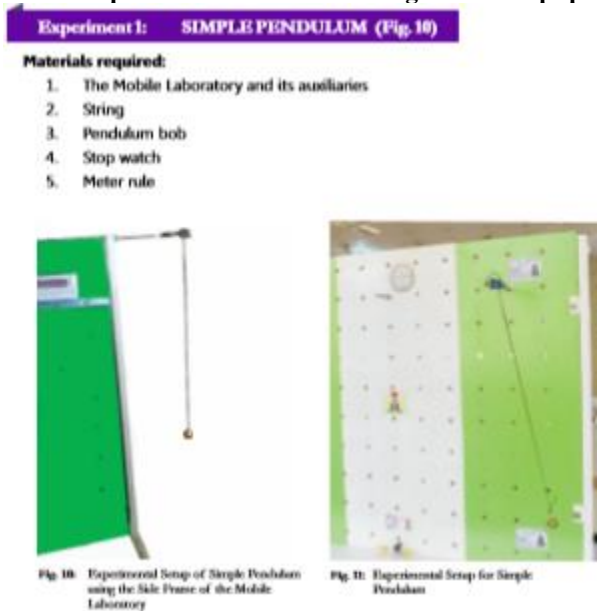 Experiment 1: SIMPLE PENDULUM (Fig. 10)
Materials required:
1. The Mobile Laboratory and its auxiliaries
2. String
3. Pendulum bob
4. Stop watch
5. Meter rule
Fig. 10: Experimental Setup of Simple Pendulum
using the Side Frame of the Mobile
Laboratory
Fig. 11: Experimental Setup for Simple
Pendulum